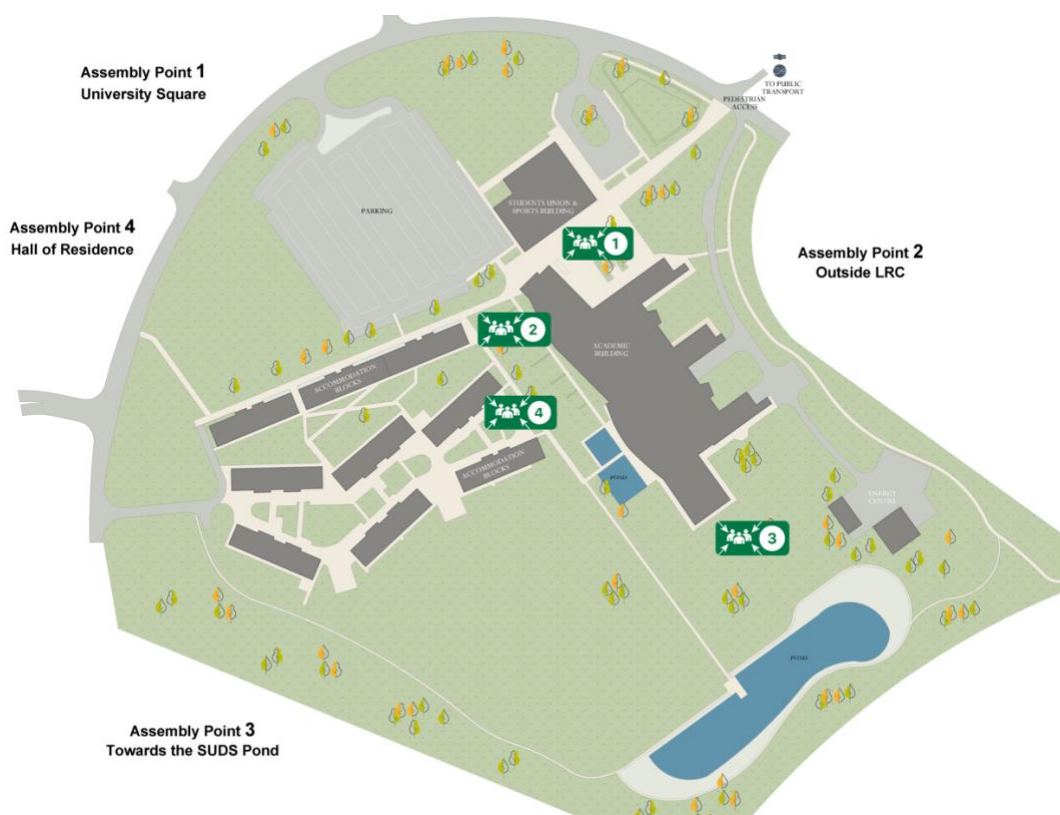 Assembly Point 1
University Square
TO PUBLIC
TRANSPORT
PEDESTRIAN
ACCESS
PARKING
STUDENTS UNION &
SPORTS BUILDING
Assembly Point 4
Hall of Residence
1
Assembly Point 2
Outside LRC
2
ACADEMIC
BUILDING
ACCOMMODATION
BLOCKS
4
ACCOMMODATION
BLOCKS
POND
ENERGY
CENTRE
3
POND
Assembly Point 3
Towards the SUDS Pond